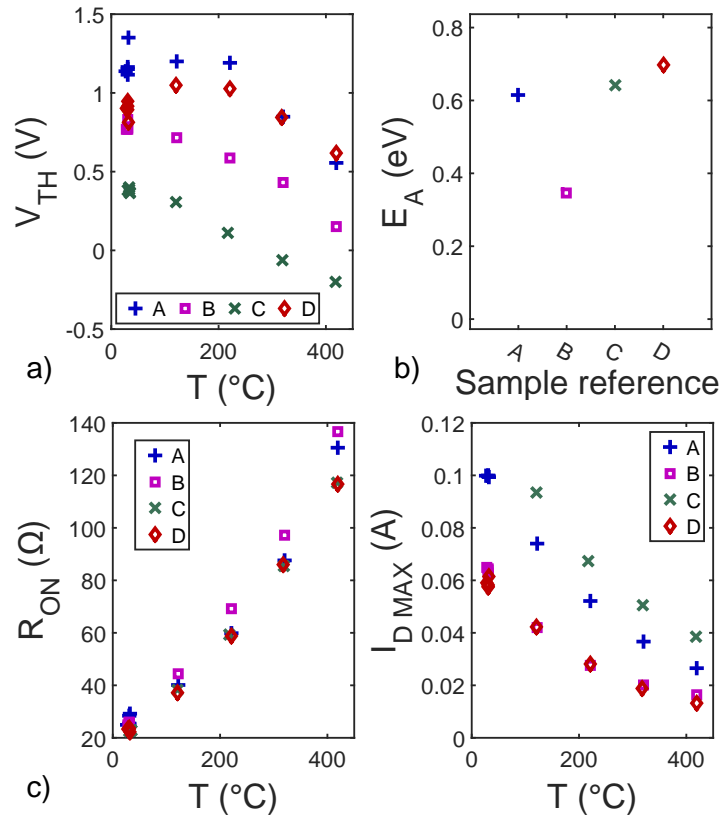 1.5
1
0.5
0
-0.5
V_TH (V)
A B C D
0 200 400
T (°C)
a)
0.8
0.6
0.4
0.2
0
E_A (eV)
A B C D
Sample reference
b)
140
120
100
80
60
40
20
R_ON (Ω)
A
B
C
D
0 200 400
T (°C)
c)
0.12
0.1
0.08
0.06
0.04
0.02
0
I_D MAX (A)
A
B
C
D
0 200 400
T (°C)